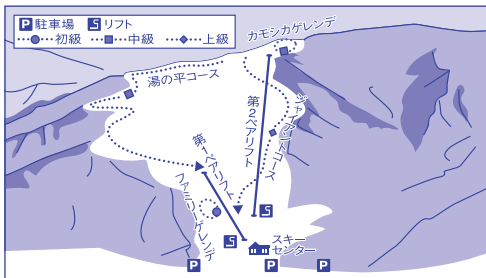 P 駐車場 リフト
初級 中級 上級
カモシカゲレンデ
湯の平コース
第2ペアリフト
ジャイアントコース
第1ペアリフト
ファミリーゲレンデ
スキー
センター
P
P
P